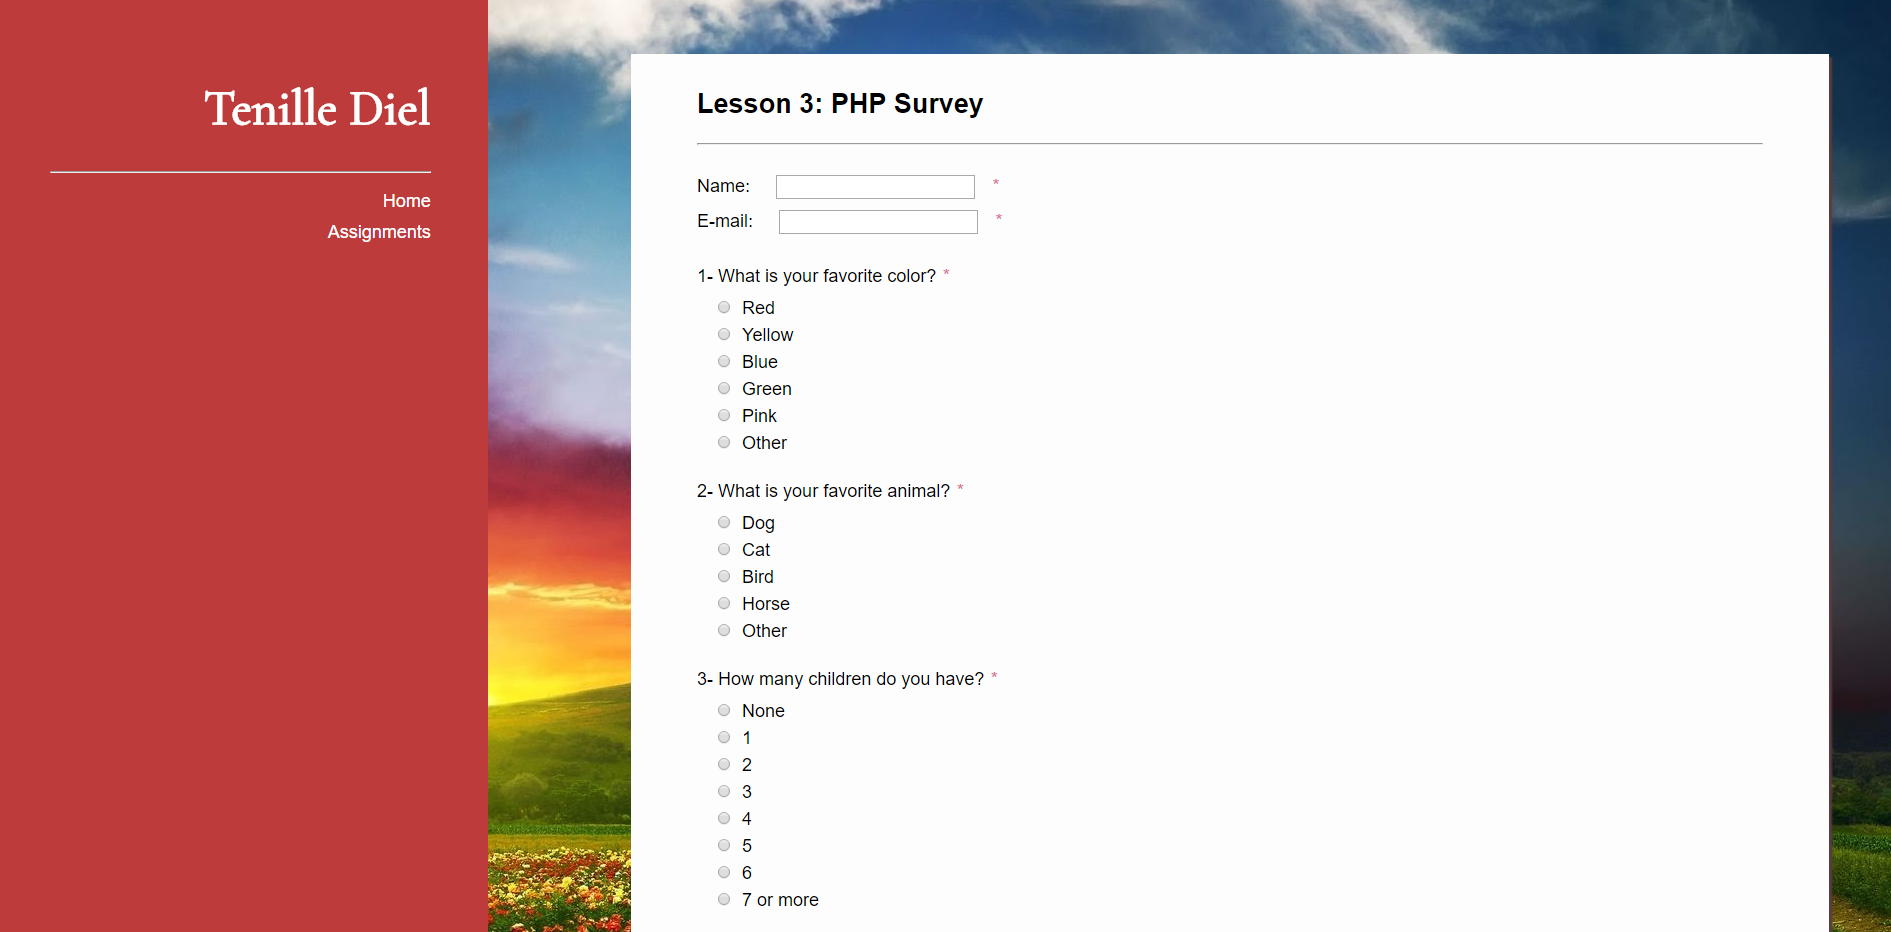 Tenille Diel
Home
Assignments
Lesson 3: PHP Survey
Name: *
E-mail: *
1- What is your favorite color? *
Red
Yellow
Blue
Green
Pink
Other
2- What is your favorite animal? *
Dog
Cat
Bird
Horse
Other
3- How many children do you have? *
None
1
2
3
4
5
6
7 or more